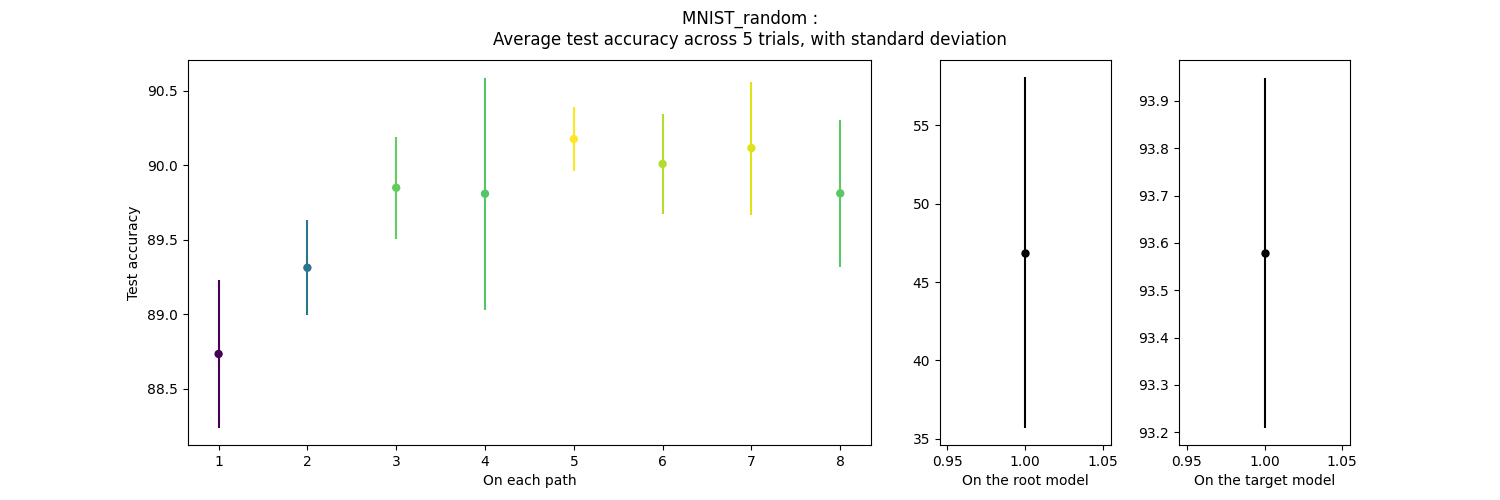 MNIST_random :
Average test accuracy across 5 trials, with standard deviation
Test accuracy
90.5
90.0
89.5
89.0
88.5
1 2 3 4 5 6 7 8
On each path
55
50
45
40
35
0.95 1.00 1.05
On the root model
93.9
93.8
93.7
93.6
93.5
93.4
93.3
93.2
0.95 1.00 1.05
On the target model